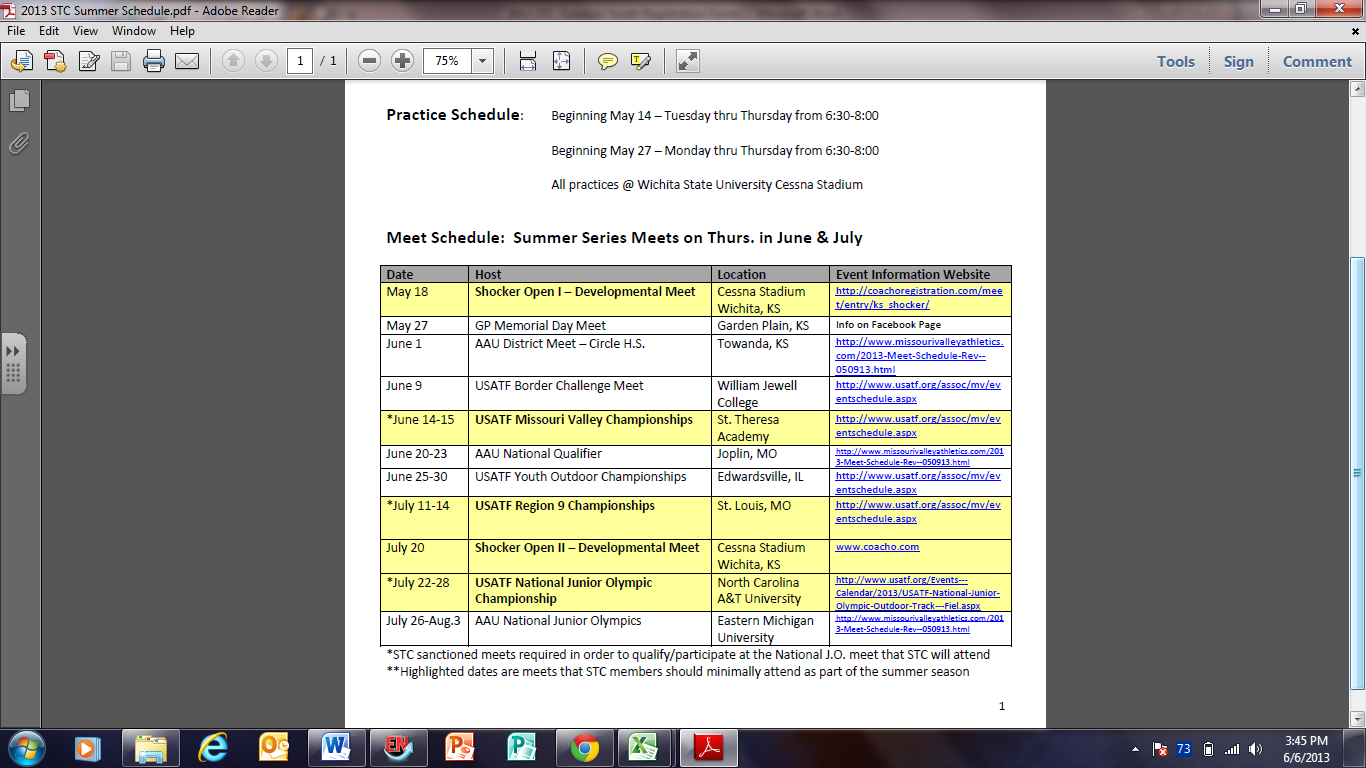 2013 STC Summer Schedule.pdf - Adobe Reader
File Edit View Window Help
1 / 1 75% Tools Sign Comment
Practice Schedule: Beginning May 14 – Tuesday thru Thursday from 6:30-8:00
Beginning May 27 – Monday thru Thursday from 6:30-8:00
All practices @ Wichita State University Cessna Stadium
Meet Schedule: Summer Series Meets on Thurs. in June & July
Date Host Location Event Information Website
May 18 Shocker Open I – Developmental Meet Cessna Stadium http://coachoregistration.com/mee
Wichita, KS t/entry/ks_shocker/
May 27 GP Memorial Day Meet Garden Plain, KS Info on Facebook Page
June 1 AAU District Meet – Circle H.S. Towanda, KS http://www.missourivalleyathletics.
com/2013-Meet-Schedule-Rev--
050913.html
June 9 USATF Border Challenge Meet William Jewell http://www.usatf.org/assoc/mv/ev
College entschedule.aspx
*June 14-15 USATF Missouri Valley Championships St. Theresa http://www.usatf.org/assoc/mv/ev
Academy entschedule.aspx
June 20-23 AAU National Qualifier Joplin, MO http://www.missourivalleyathletics.com/201
3-Meet-Schedule-Rev--050913.html
June 25-30 USATF Youth Outdoor Championships Edwardsville, IL http://www.usatf.org/assoc/mv/ev
entschedule.aspx
*July 11-14 USATF Region 9 Championships St. Louis, MO http://www.usatf.org/assoc/mv/ev
entschedule.aspx
July 20 Shocker Open II – Developmental Meet Cessna Stadium www.coacho.com
Wichita, KS
*July 22-28 USATF National Junior Olympic North Carolina http://www.usatf.org/Events---
Championship A&T University Calendar/2013/USATF-National-Junior-
Olympic-Outdoor-Track---Fiel.aspx
July 26-Aug.3 AAU National Junior Olympics Eastern Michigan http://www.missourivalleyathletics.com/201
University 3-Meet-Schedule-Rev--050913.html
*STC sanctioned meets required in order to qualify/participate at the National J.O. meet that STC will attend
**Highlighted dates are meets that STC members should minimally attend as part of the summer season
1
73 3:45 PM
6/6/2013